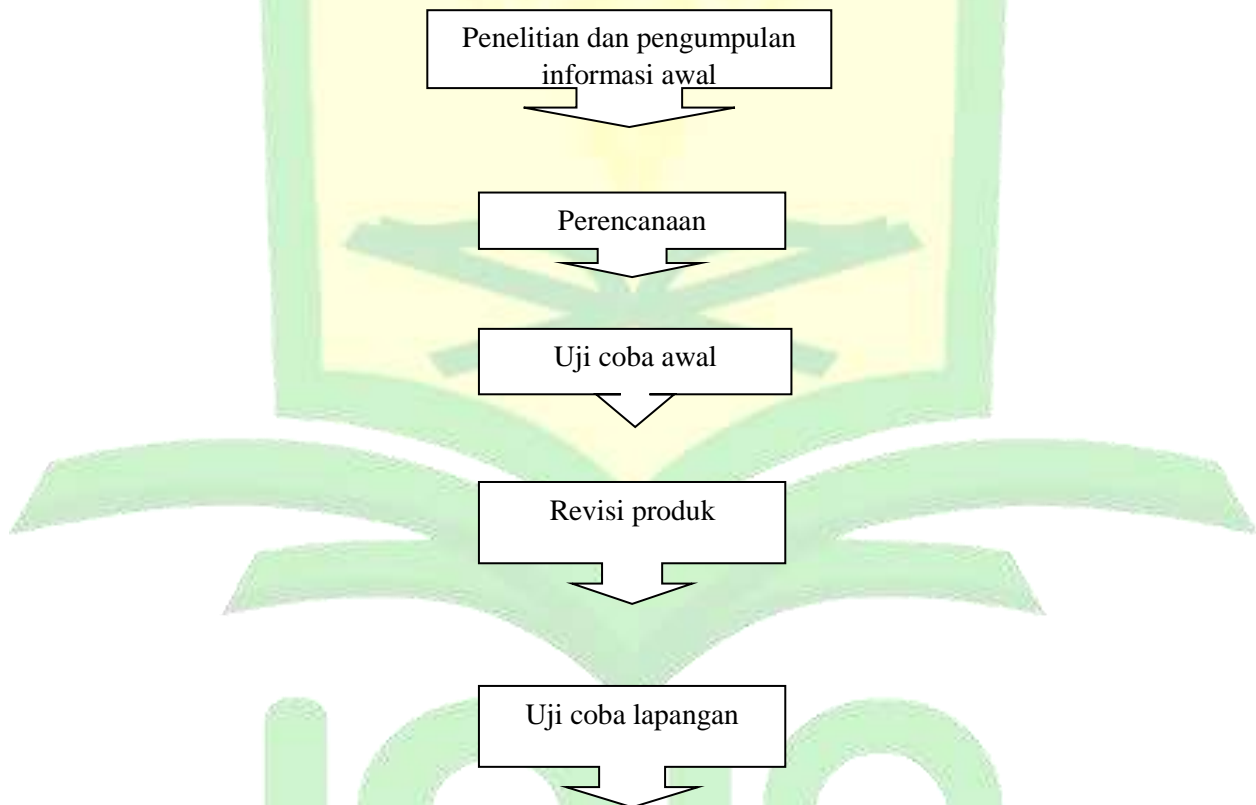 Penelitian dan pengumpulan
informasi awal
Perencanaan
Uji coba awal
Revisi produk
Uji coba lapangan